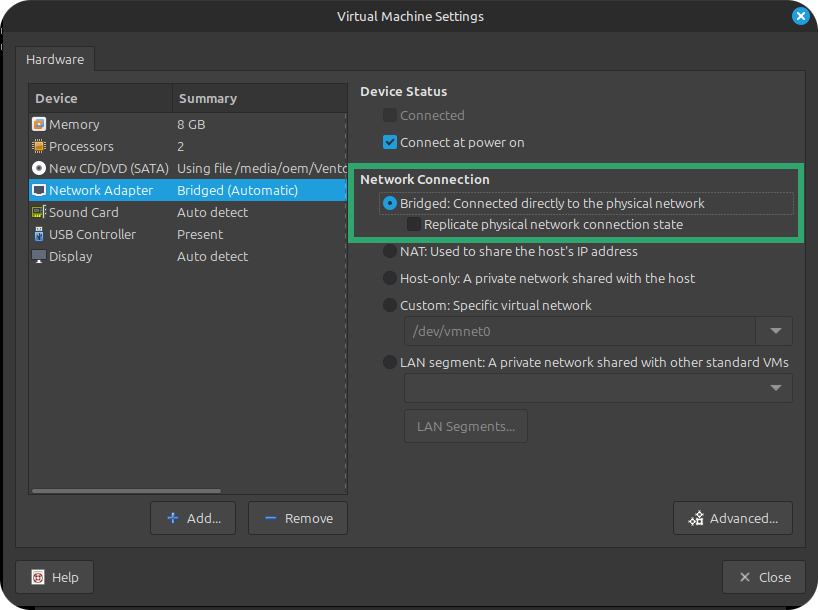 Virtual Machine Settings
Hardware
Device Summary
Memory 8 GB
Processors 2
New CD/DVD (SATA) Using file /media/oem/Vento
Network Adapter Bridged (Automatic)
Sound Card Auto detect
USB Controller Present
Display Auto detect
Add...
Remove
Device Status
Connected
Connect at power on
Network Connection
Bridged: Connected directly to the physical network
Replicate physical network connection state
NAT: Used to share the host's IP address
Host-only: A private network shared with the host
Custom: Specific virtual network
/dev/vmnet0
LAN segment: A private network shared with other standard VMs
LAN Segments...
Advanced...
Help
Close